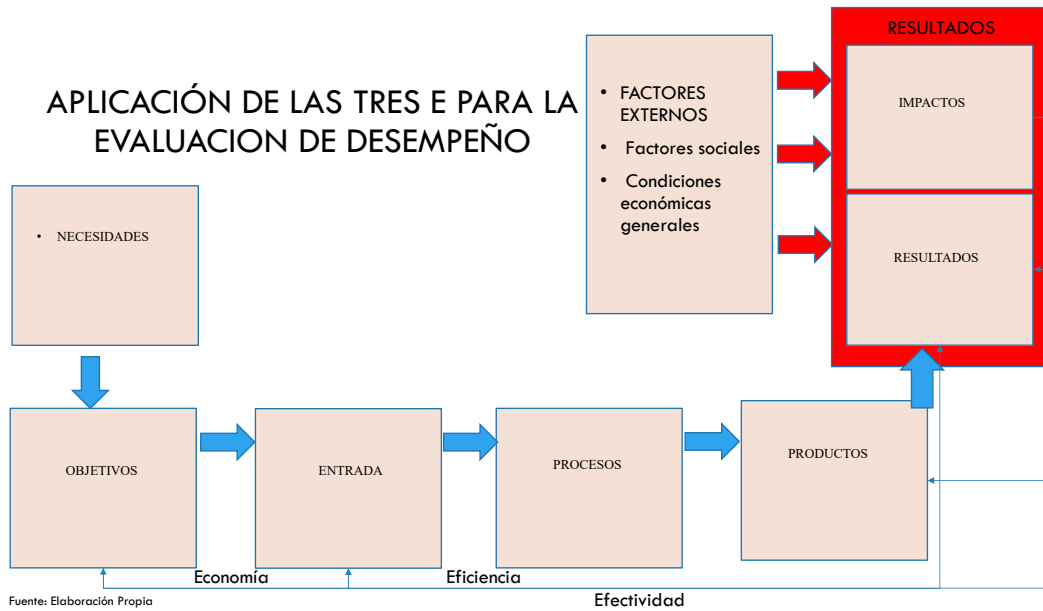 APLICACIÓN DE LAS TRES E PARA LA
EVALUACION DE DESEMPEÑO
• FACTORES
EXTERNOS
• Factores sociales
• Condiciones
económicas
generales
RESULTADOS
IMPACTOS
RESULTADOS
• NECESIDADES
OBJETIVOS
ENTRADA
PROCESOS
PRODUCTOS
Economía
Eficiencia
Efectividad
Fuente: Elaboración Propia